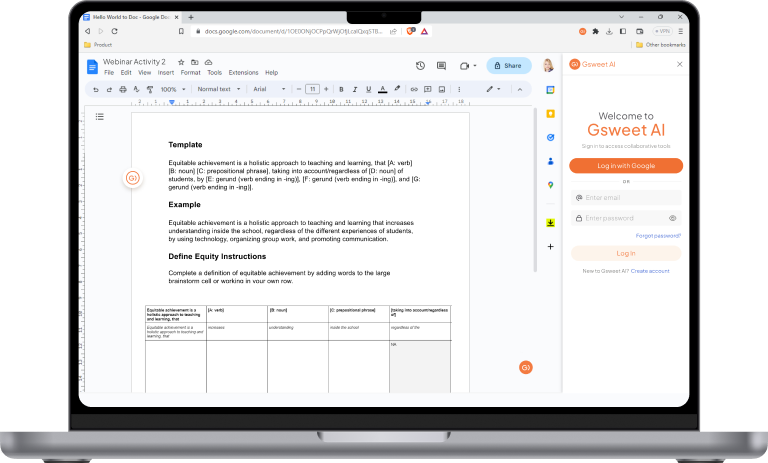 Hello World to Doc - Google Doc
docs.google.com/document/d/
VPN
Product
Other bookmarks
Webinar Activity 2
File Edit View Insert Format Tools Extensions Help
Share
100% Normal text Arial 11 B I U A
Template
Equitable achievement is a holistic approach to teaching and learning, that [A: verb]
[B: noun] [C: prepositional phrase], taking into account/regardless of [D: noun] of
students, by [E: gerund (verb ending in -ing)], [F: gerund (verb ending in -ing)], and [G:
gerund (verb ending in -ing)].
Example
Equitable achievement is a holistic approach to teaching and learning that increases
understanding inside the school, regardless of the different experiences of students,
by using technology, organizing group work, and promoting communication.
Define Equity Instructions
Complete a definition of equitable achievement by adding words to the large
brainstorm cell or working in your own row.
Equitable achievement is a
holistic approach to teaching
and learning, that
[A: verb]
[B: noun]
[C: prepositional phrase]
[taking into account/regardless
of]
Equitable achievement is a
holistic approach to teaching and
learning that
increases
understanding
inside the school
regardless of the
NA
Gsweet AI
Welcome to
Gsweet AI
Sign in to access collaborative tools
Log in with Google
OR
Enter email
Enter password
Forgot password?
Log in
New to Gsweet AI? Create account